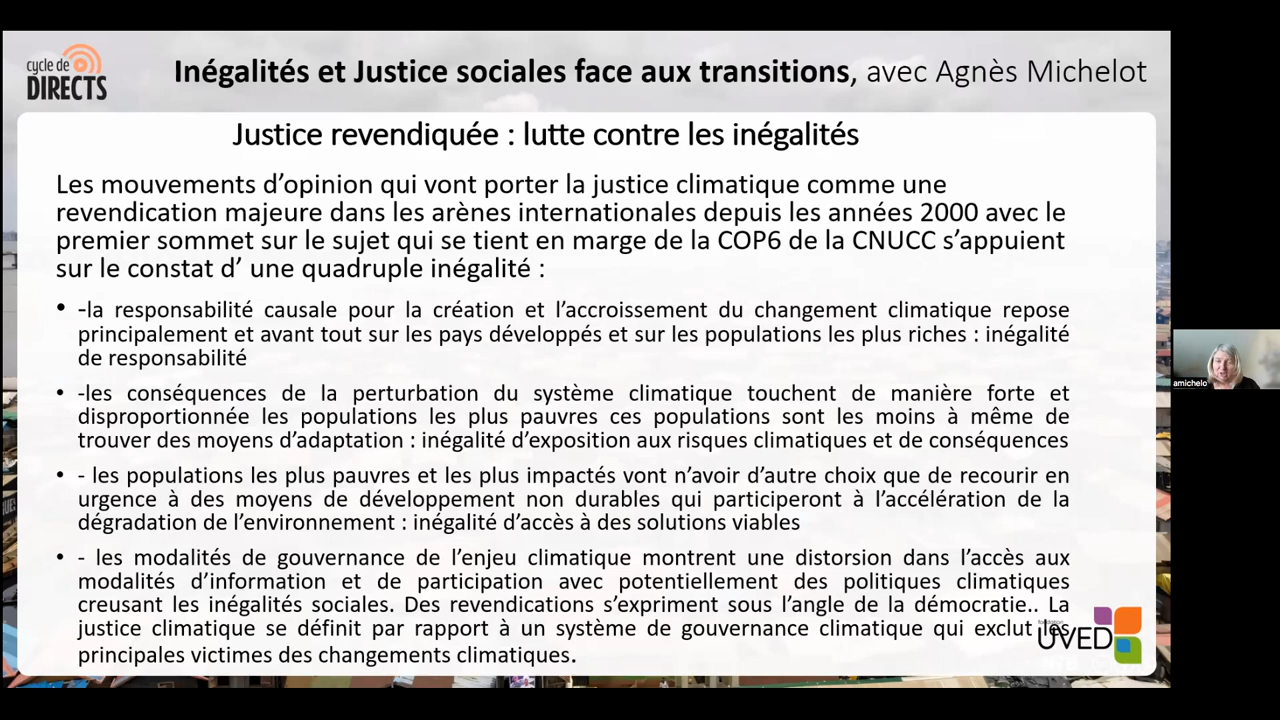 cycle de
DIRECTS
Inégalités et Justice sociales face aux transitions, avec Agnès Michelot
Justice revendiquée : lutte contre les inégalités
Les mouvements d’opinion qui vont porter la justice climatique comme une
revendication majeure dans les arènes internationales depuis les années 2000 avec le
premier sommet sur le sujet qui se tient en marge de la COP6 de la CNUCC s’appuient
sur le constat d’ une quadruple inégalité :
• -la responsabilité causale pour la création et l’accroissement du changement climatique repose
principalement et avant tout sur les pays développés et sur les populations les plus riches : inégalité
de responsabilité
• -les conséquences de la perturbation du système climatique touchent de manière forte et
disproportionnée les populations les plus pauvres ces populations sont les moins à même de
trouver des moyens d’adaptation : inégalité d’exposition aux risques climatiques et de conséquences
• - les populations les plus pauvres et les plus impactés vont n’avoir d’autre choix que de recourir en
urgence à des moyens de développement non durables qui participeront à l’accélération de la
dégradation de l’environnement : inégalité d’accès à des solutions viables
• - les modalités de gouvernance de l’enjeu climatique montrent une distorsion dans l’accès aux
modalités d’information et de participation avec potentiellement des politiques climatiques
creusant les inégalités sociales. Des revendications s’expriment sous l’angle de la démocratie.. La
justice climatique se définit par rapport à un système de gouvernance climatique qui exclut les
principales victimes des changements climatiques.
fondation
UVED
amichelo